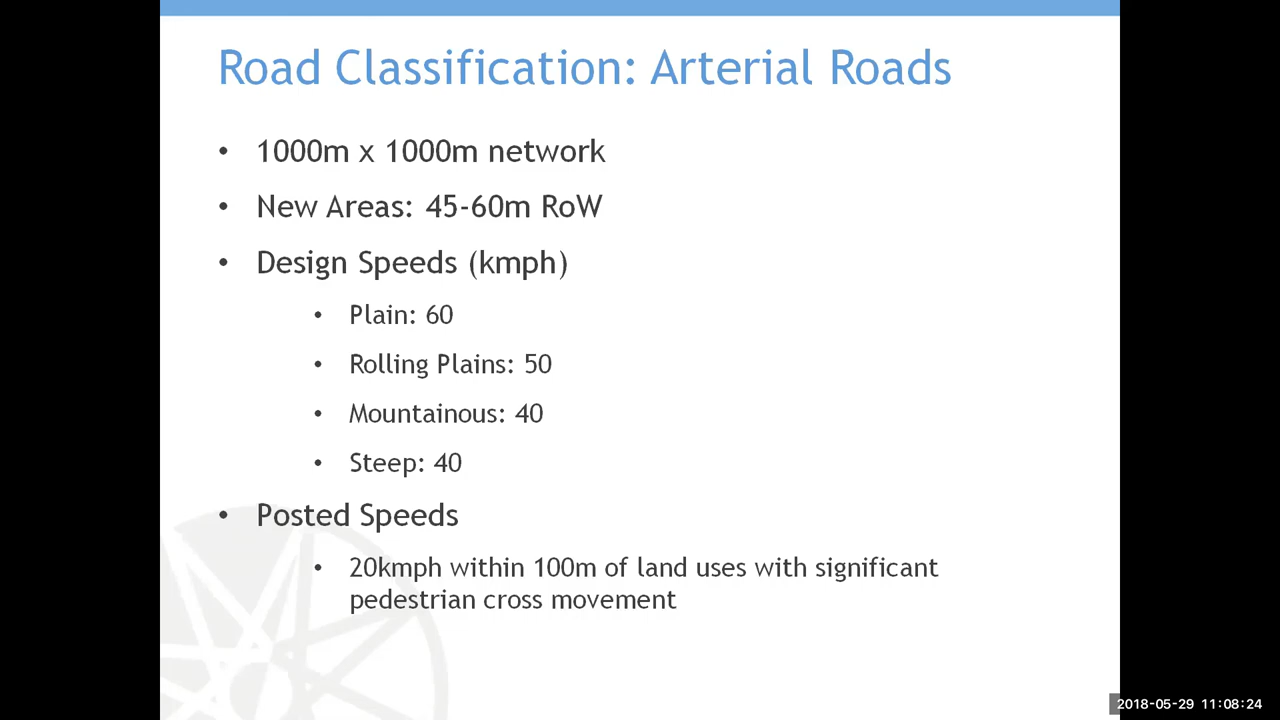 Road Classification: Arterial Roads
• 1000m x 1000m network
• New Areas: 45-60m RoW
• Design Speeds (kmph)
• Plain: 60
• Rolling Plains: 50
• Mountainous: 40
• Steep: 40
• Posted Speeds
• 20kmph within 100m of land uses with significant
pedestrian cross movement
2018-05-29 11:08:24